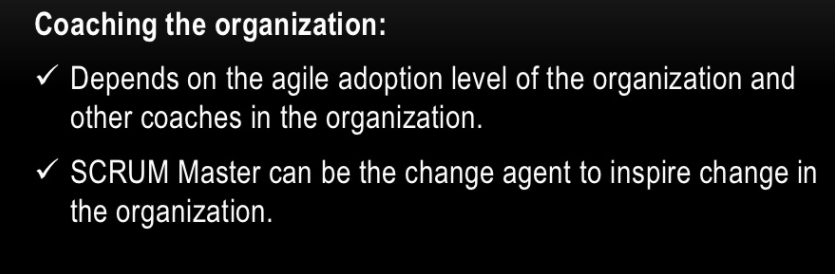 Coaching the organization:
✓ Depends on the agile adoption level of the organization and
other coaches in the organization.
✓ SCRUM Master can be the change agent to inspire change in
the organization.